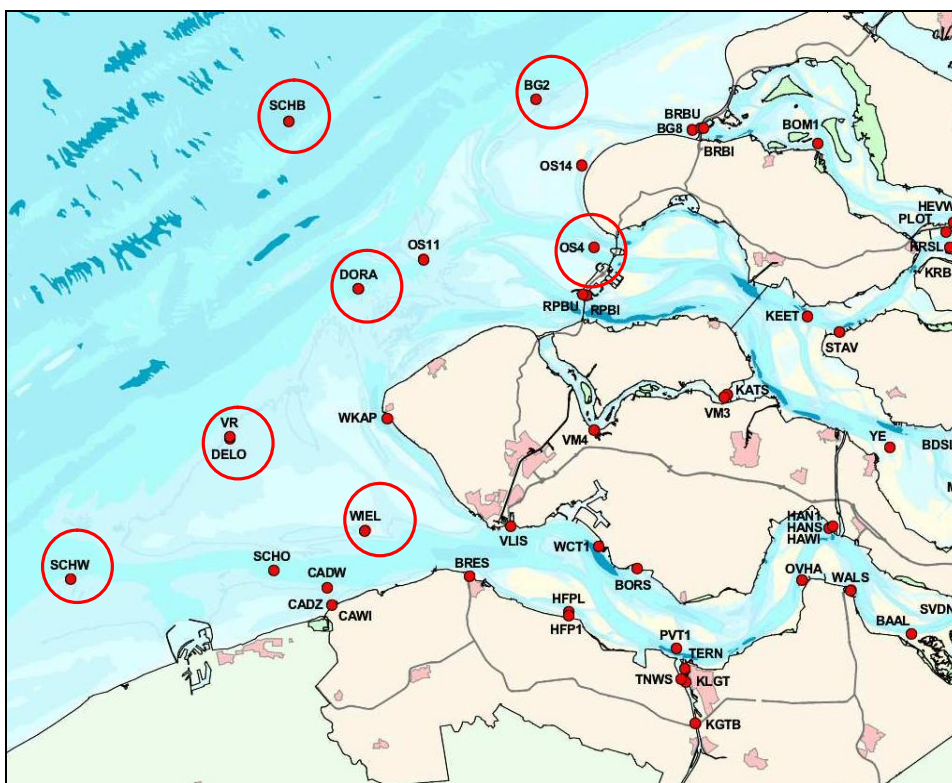 BG2
SCHB
BRBU
BG8
BOM1
BRBI
OS14
HEVW
PLOT
OS11
OS4
KRSL
DORA
KRB
RPBU
RPBI
KEET
STAV
KATS
VM3
WKAP
VR
VM4
YE
DELO
BDSL
WIEL
HAN1
HANS
VLIS
HAWI
WCT1
SCHW
SCHO
BRES
BORS
OVHA
WALS
CADW
CADZ
CAWI
HFPL
SVDN
BAAL
HFP1
PVT1
TERN
TNWS
KLGT
KGTB